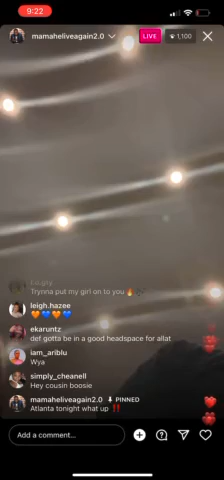 9:22
mamaheliveagain2.0
LIVE
1,100
Trynna put my girl on to you🔥
leigh.hazee
🧡💙🧡💙
ekaruntz
def gotta be in a good headspace for allat
iam_ariblu
Wya
simply_cheanell
Hey cousin boosie
mamaheliveagain2.0 PINNED
Atlanta tonight what up ‼️
Add a comment...